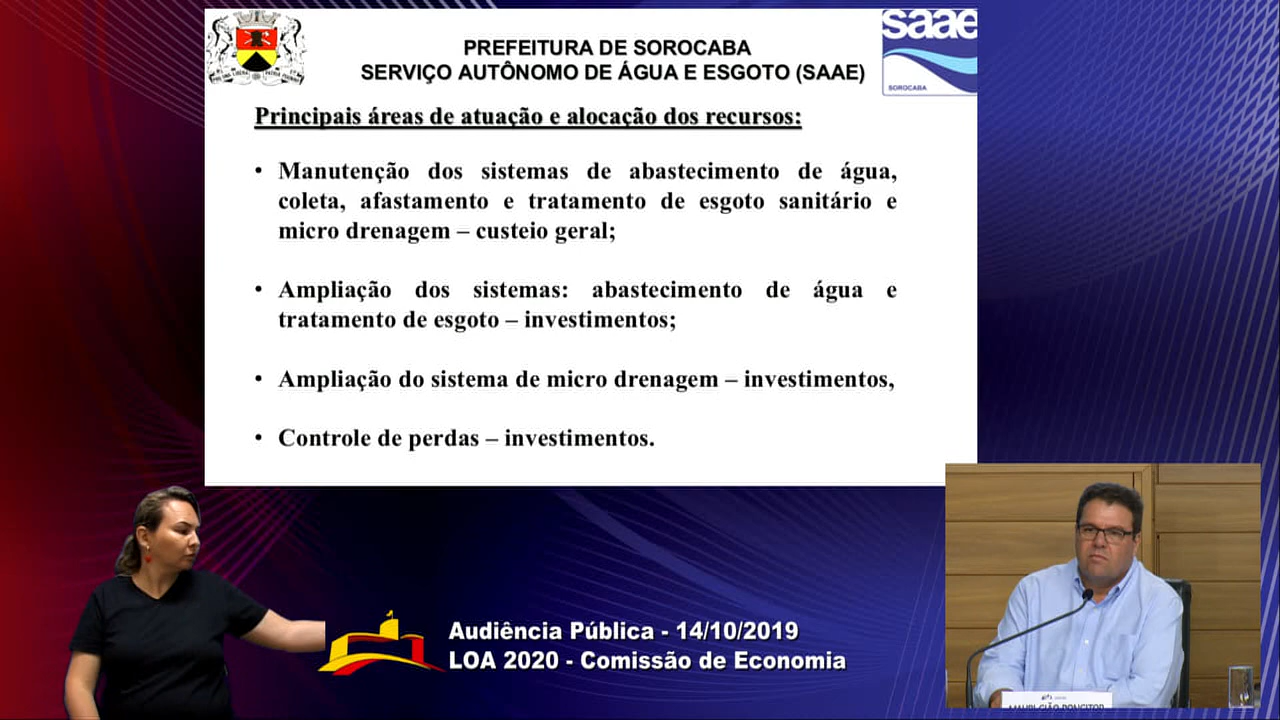 PREFEITURA DE SOROCABA
SERVIÇO AUTÔNOMO DE ÁGUA E ESGOTO (SAAE)
saae
SOROCABA
Principais áreas de atuação e alocação dos recursos:
• Manutenção dos sistemas de abastecimento de água,
coleta, afastamento e tratamento de esgoto sanitário e
micro drenagem – custeio geral;
• Ampliação dos sistemas: abastecimento de água e
tratamento de esgoto – investimentos;
• Ampliação do sistema de micro drenagem – investimentos,
• Controle de perdas – investimentos.
Audiência Pública - 14/10/2019
LOA 2020 - Comissão de Economia